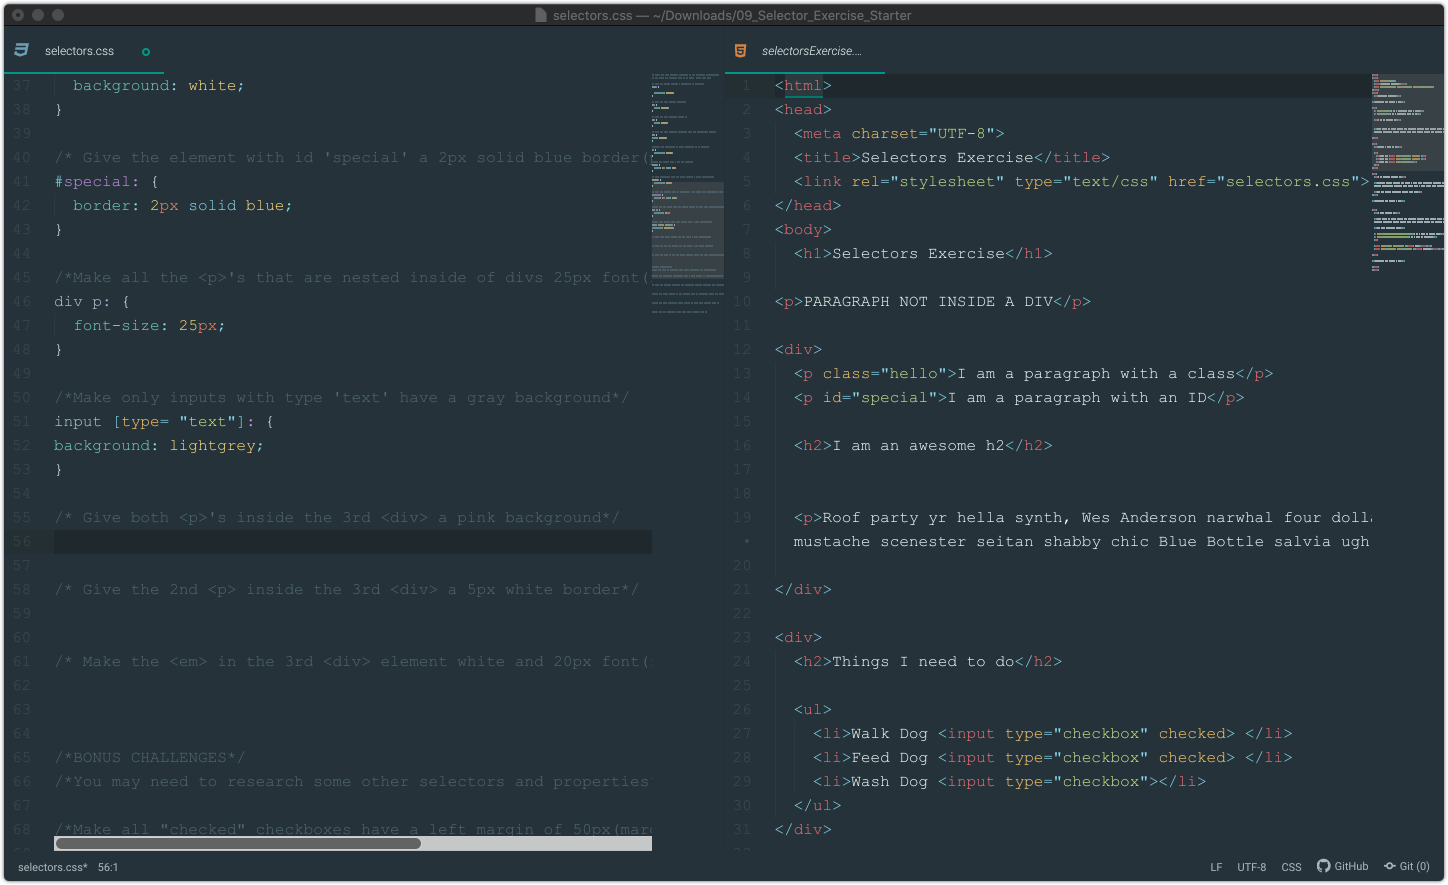 selectors.css — ~/Downloads/09_Selector_Exercise_Starter
selectors.css
37 background: white;
38 }
39
40 /* Give the element with id 'special' a 2px solid blue border(
41 #special: {
42 border: 2px solid blue;
43 }
44
45 /*Make all the <p>'s that are nested inside of divs 25px font(
46 div p: {
47 font-size: 25px;
48 }
49
50 /*Make only inputs with type 'text' have a gray background*/
51 input [type= "text"]: {
52 background: lightgrey;
53 }
54
55 /* Give both <p>'s inside the 3rd <div> a pink background*/
56
57
58 /* Give the 2nd <p> inside the 3rd <div> a 5px white border*/
59
60
61 /* Make the <em> in the 3rd <div> element white and 20px font(
62
63
64
65 /*BONUS CHALLENGES*/
66 /*You may need to research some other selectors and properties
67
68 /*Make all "checked" checkboxes have a left margin of 50px(mar
selectorsExercise....
1 <html>
2 <head>
3 <meta charset="UTF-8">
4 <title>Selectors Exercise</title>
5 <link rel="stylesheet" type="text/css" href="selectors.css">
6 </head>
7 <body>
8 <h1>Selectors Exercise</h1>
9
10 <p>PARAGRAPH NOT INSIDE A DIV</p>
11
12 <div>
13 <p class="hello">I am a paragraph with a class</p>
14 <p id="special">I am a paragraph with an ID</p>
15
16 <h2>I am an awesome h2</h2>
17
18
19 <p>Roof party yr hella synth, Wes Anderson narwhal four dolla
• mustache scenester seitan shabby chic Blue Bottle salvia ugh
20
21 </div>
22
23 <div>
24 <h2>Things I need to do</h2>
25
26 <ul>
27 <li>Walk Dog <input type="checkbox" checked> </li>
28 <li>Feed Dog <input type="checkbox" checked> </li>
29 <li>Wash Dog <input type="checkbox"></li>
30 </ul>
31 </div>
selectors.css* 56:1
LF UTF-8 CSS GitHub Git (0)